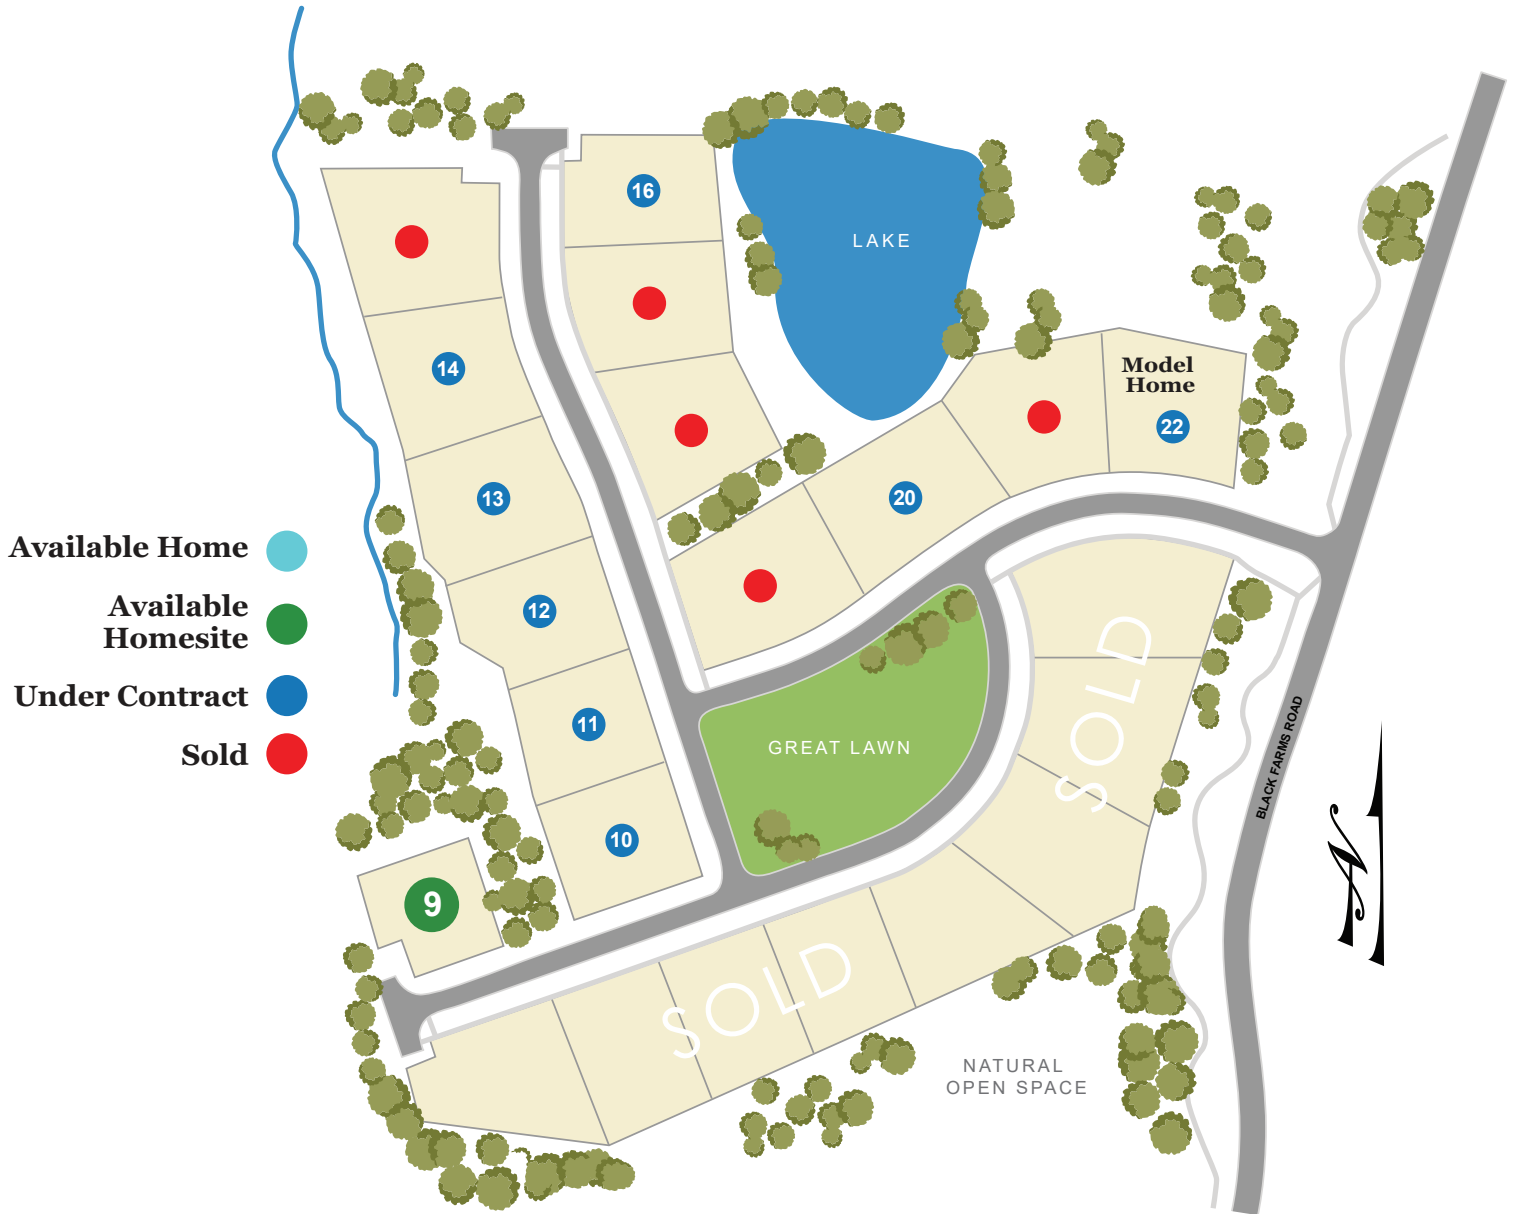 16
LAKE
14
Model
Home
22
13
20
Available Home
Available
Homesite
12
Under Contract
11
Sold
GREAT LAWN
SOLD
BLACK FARMS ROAD
10
9
SOLD
NATURAL
OPEN SPACE